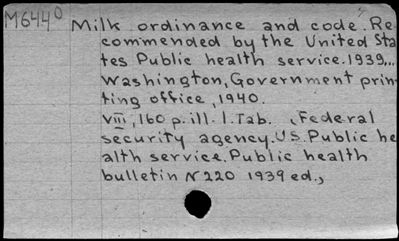 M6440
Milk ordinance and code. Re
commended by the United Sta
tes Public health service.1939...
Washington, Government prin
ting office, 1940.
VIII, 160 p. ill. 1. Tab. (Federal
security agency. U.S. Public he
alth service. Public health
bulletin N 220 1939 ed.,